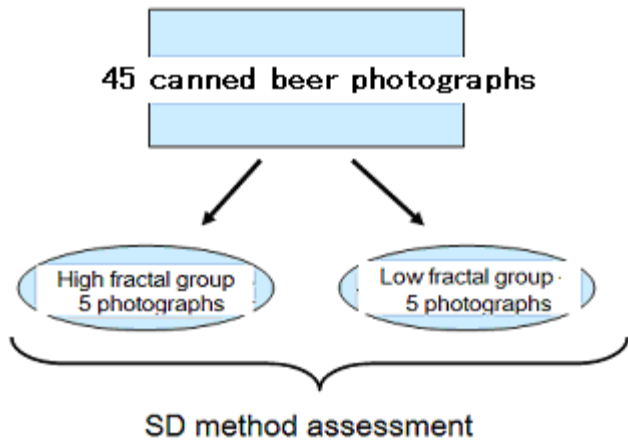 45 canned beer photographs
High fractal group
5 photographs
Low fractal group
5 photographs
SD method assessment